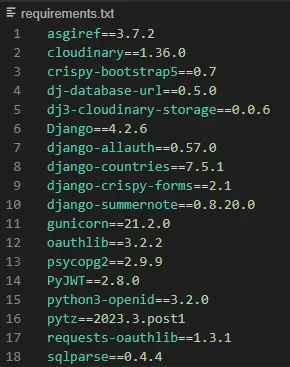 requirements.txt
1 asgiref==3.7.2
2 cloudinary==1.36.0
3 crispy-bootstrap5==0.7
4 dj-database-url==0.5.0
5 dj3-cloudinary-storage==0.0.6
6 Django==4.2.6
7 django-allauth==0.57.0
8 django-countries==7.5.1
9 django-crispy-forms==2.1
10 django-summernote==0.8.20.0
11 gunicorn==21.2.0
12 oauthlib==3.2.2
13 psycopg2==2.9.9
14 PyJWT==2.8.0
15 python3-openid==3.2.0
16 pytz==2023.3.post1
17 requests-oauthlib==1.3.1
18 sqlparse==0.4.4